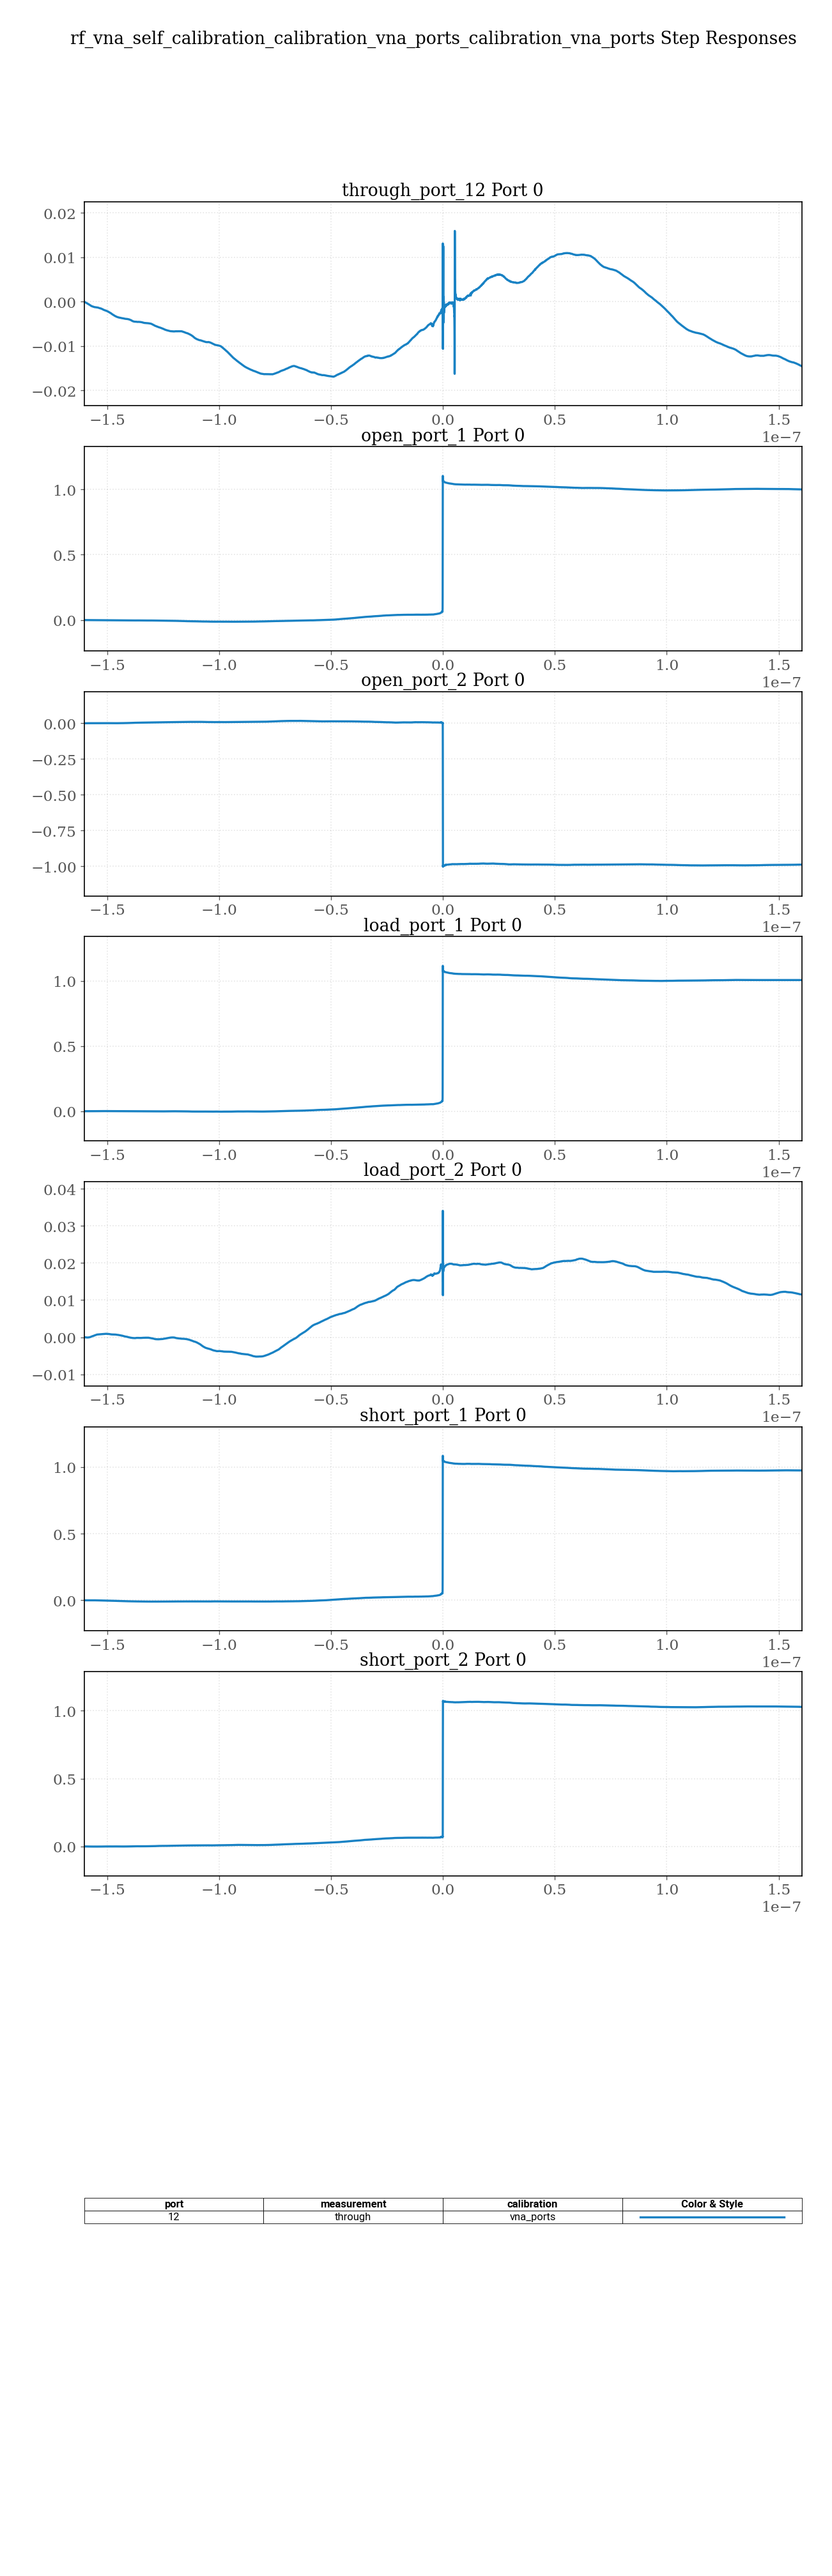 rf_vna_self_calibration_calibration_vna_ports_calibration_vna_ports Step Responses
through_port_12 Port 0
0.02
0.01
0.00
−0.01
−0.02
−1.5 −1.0 −0.5 0.0 0.5 1.0 1.5
1e−7
open_port_1 Port 0
1.0
0.5
0.0
−1.5 −1.0 −0.5 0.0 0.5 1.0 1.5
1e−7
open_port_2 Port 0
0.00
−0.25
−0.50
−0.75
−1.00
−1.5 −1.0 −0.5 0.0 0.5 1.0 1.5
1e−7
load_port_1 Port 0
1.0
0.5
0.0
−1.5 −1.0 −0.5 0.0 0.5 1.0 1.5
1e−7
load_port_2 Port 0
0.04
0.03
0.02
0.01
0.00
−0.01
−1.5 −1.0 −0.5 0.0 0.5 1.0 1.5
1e−7
short_port_1 Port 0
1.0
0.5
0.0
−1.5 −1.0 −0.5 0.0 0.5 1.0 1.5
1e−7
short_port_2 Port 0
1.0
0.5
0.0
−1.5 −1.0 −0.5 0.0 0.5 1.0 1.5
1e−7
port measurement calibration Color & Style
12 through vna_ports